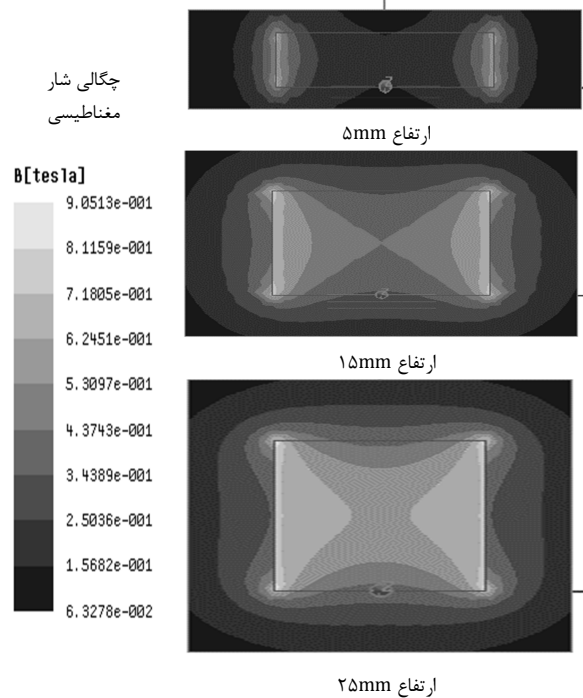 چگالی شار
مغناطیسی
ارتفاع ۵mm
B[tesla]
9.0513e-001
8.1159e-001
7.1805e-001
6.2451e-001
5.3097e-001
4.3743e-001
3.4389e-001
2.5036e-001
1.5682e-001
6.3278e-002
ارتفاع ۱۵mm
ارتفاع ۲۵mm